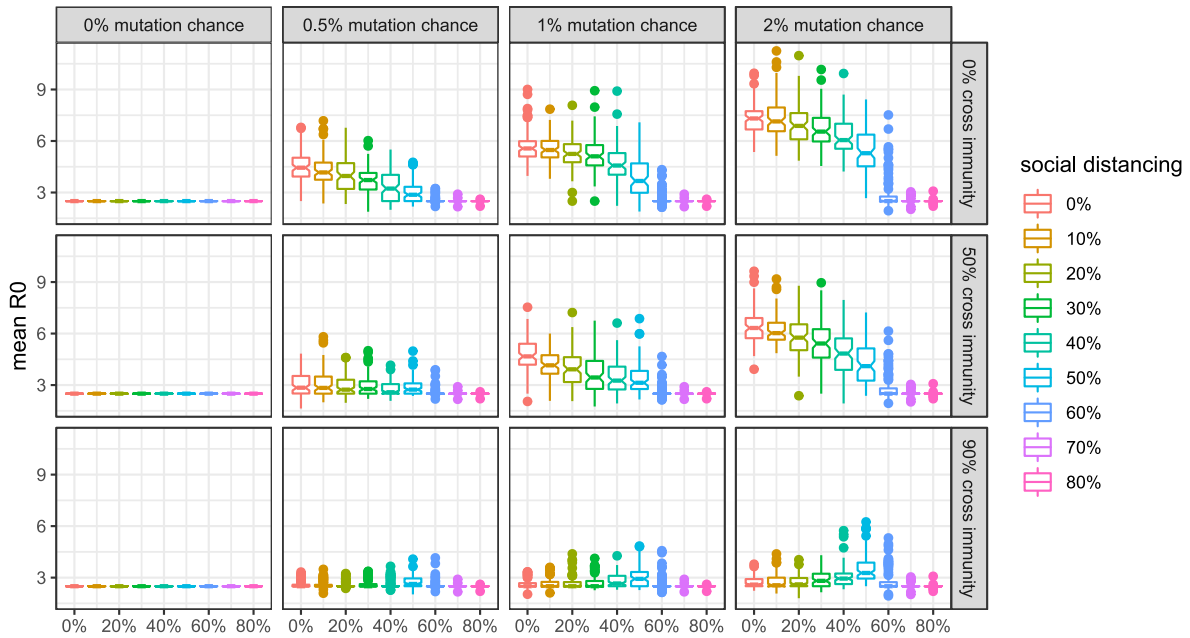 0% mutation chance
0.5% mutation chance
1% mutation chance
2% mutation chance
mean R0
9
6
3
0% cross immunity
9
6
3
50% cross immunity
9
6
3
90% cross immunity
0% 20% 40% 60% 80%
0% 20% 40% 60% 80%
0% 20% 40% 60% 80%
0% 20% 40% 60% 80%
social distancing
0%
10%
20%
30%
40%
50%
60%
70%
80%